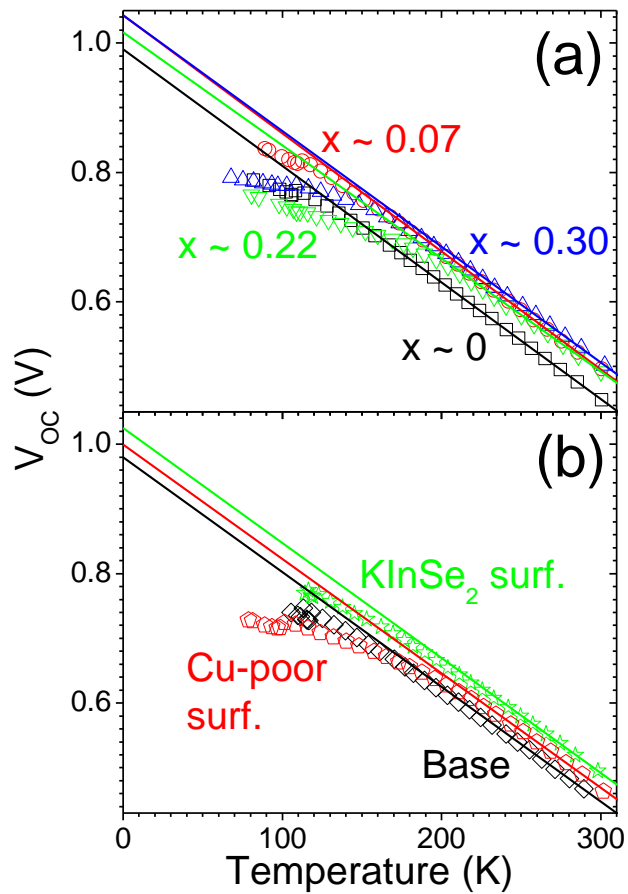 (a)
1.0
x ~ 0.07
0.8
x ~ 0.22
x ~ 0.30
0.6
x ~ 0
V_OC (V)
(b)
1.0
KInSe₂ surf.
0.8
Cu-poor
surf.
0.6
Base
0 100 200 300
Temperature (K)